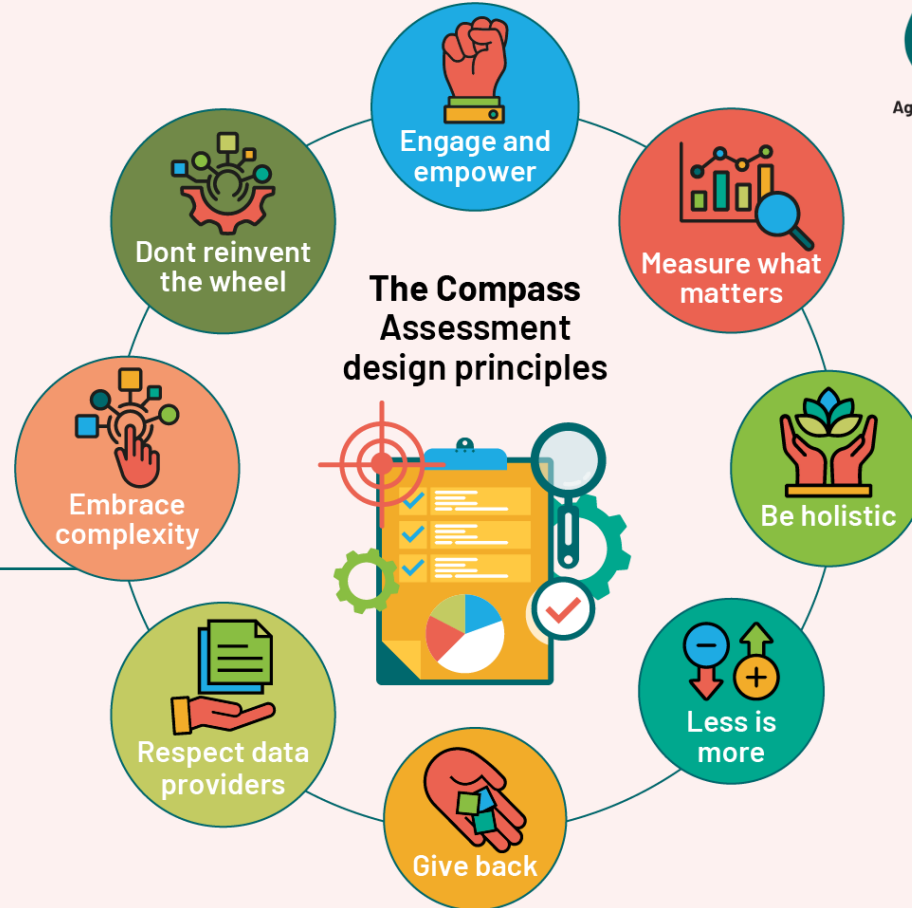 Engage and
empower
Measure what
matters
Be holistic
Less is
more
Give back
Respect data
providers
Embrace
complexity
Dont reinvent
the wheel
The Compass
Assessment
design principles